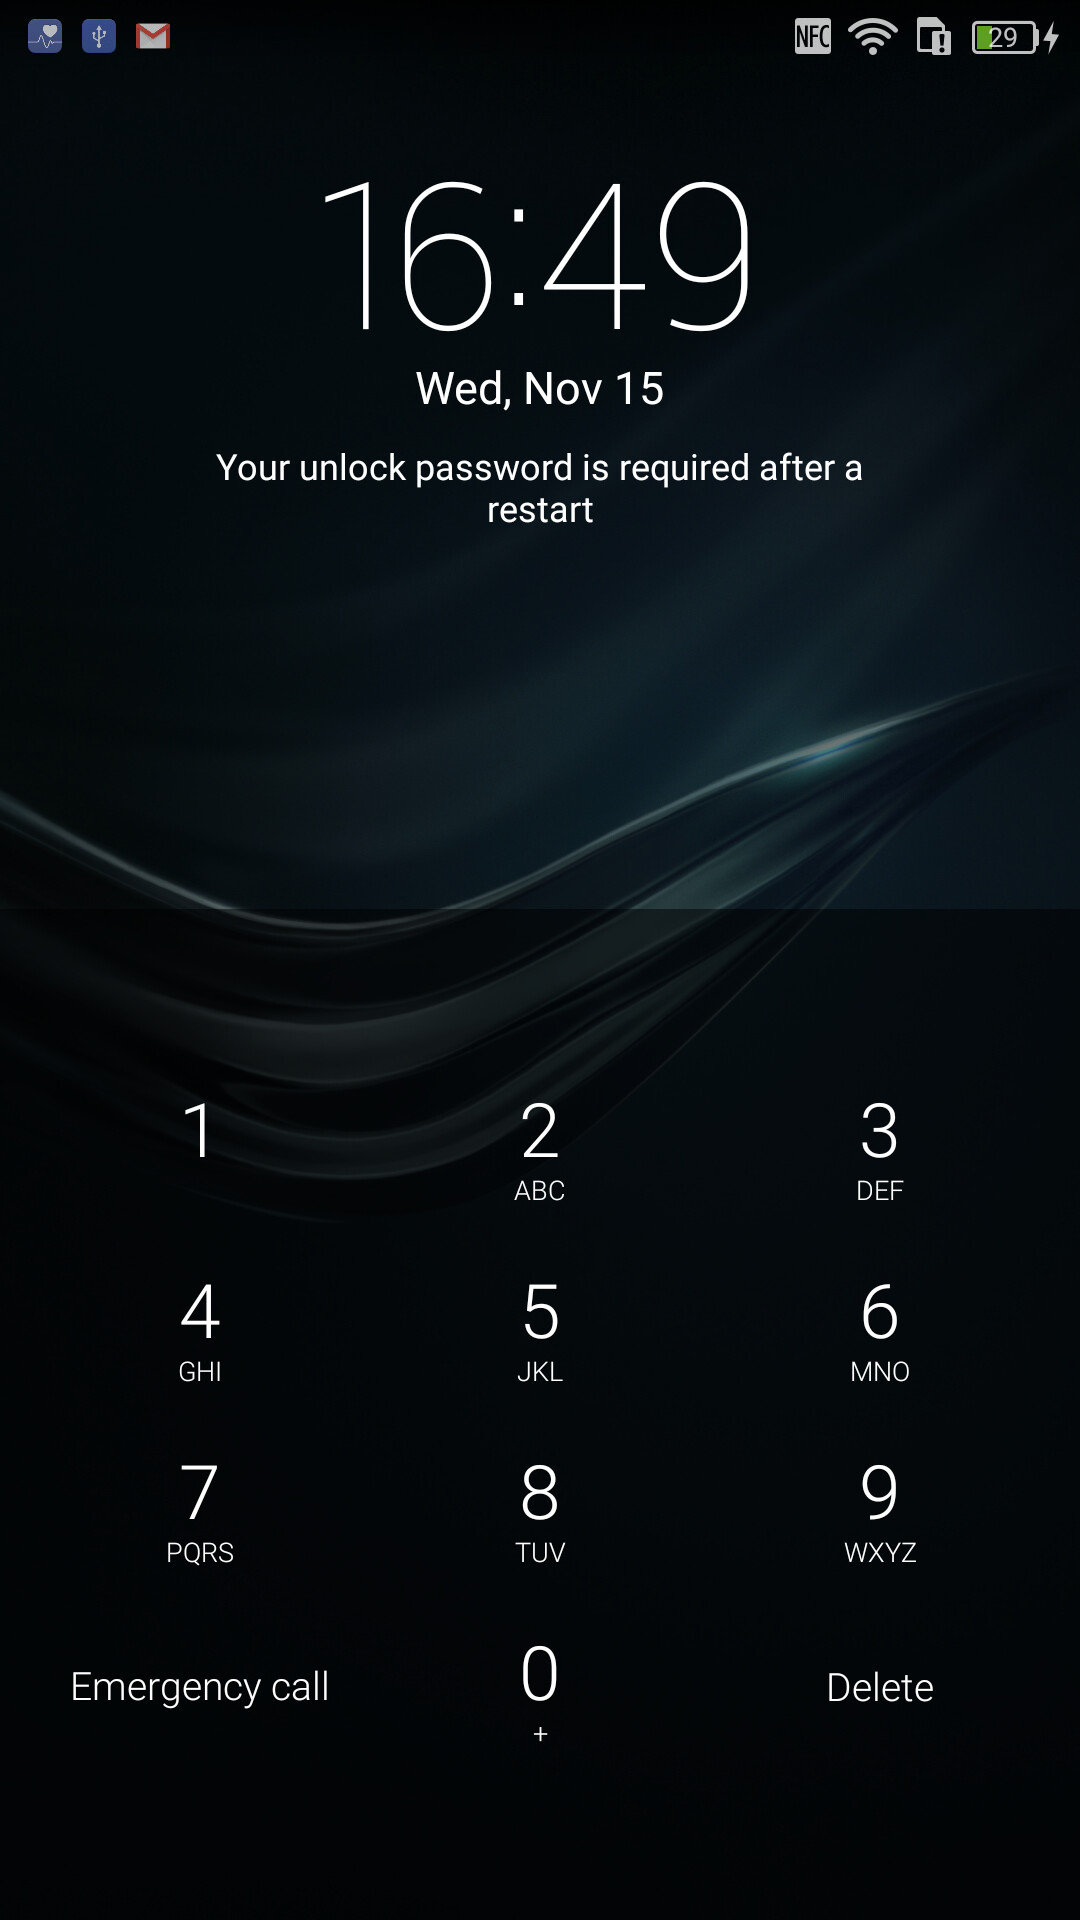 NFC 29
16:49
Wed, Nov 15
Your unlock password is required after a
restart
1 2 3
ABC DEF
4 5 6
GHI JKL MNO
7 8 9
PQRS TUV WXYZ
Emergency call 0 Delete
+